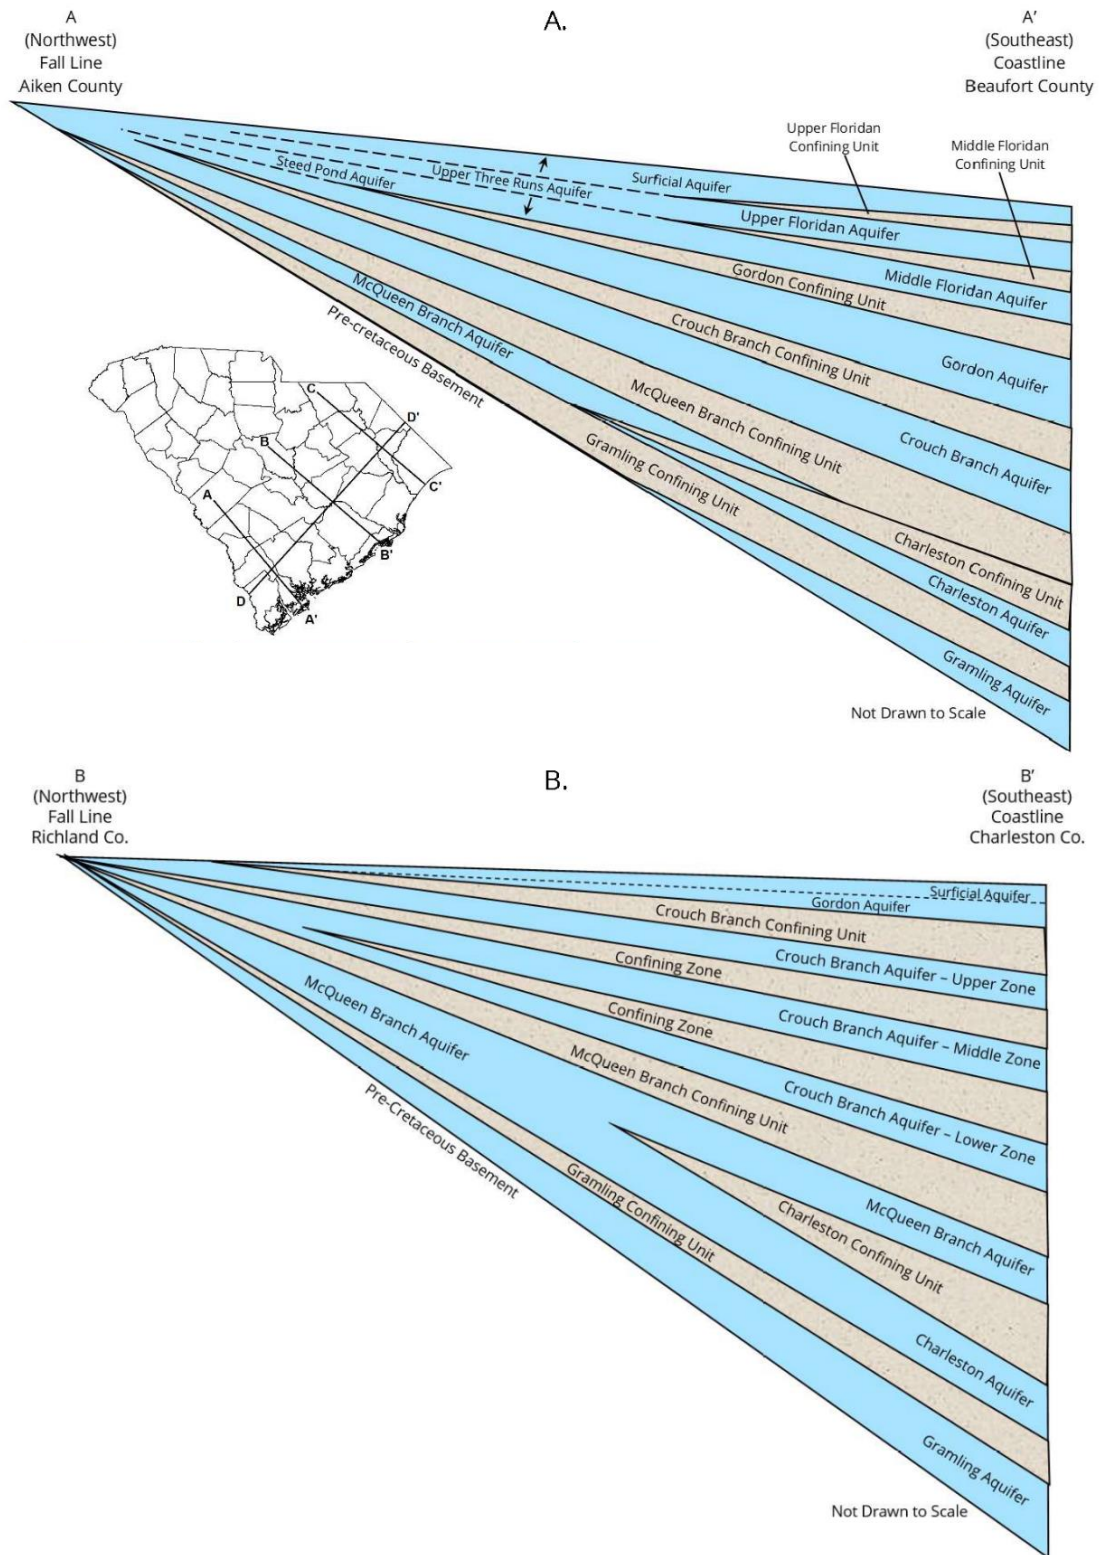 A.
A
(Northwest)
Fall Line
Aiken County
A'
(Southeast)
Coastline
Beaufort County
Upper Floridan
Confining Unit
Middle Floridan
Confining Unit
Steed Pond Aquifer
Upper Three Runs Aquifer
Surficial Aquifer
Upper Floridan Aquifer
Middle Floridan Aquifer
Gordon Confining Unit
Gordon Aquifer
Crouch Branch Confining Unit
Crouch Branch Aquifer
McQueen Branch Aquifer
McQueen Branch Confining Unit
Pre-cretaceous Basement
Gramling Confining Unit
Charleston Confining Unit
Charleston Aquifer
Gramling Aquifer
Not Drawn to Scale
C
D'
B
A
C'
B'
D
A'
B.
B
(Northwest)
Fall Line
Richland Co.
B'
(Southeast)
Coastline
Charleston Co.
Surficial Aquifer
Gordon Aquifer
Crouch Branch Confining Unit
Crouch Branch Aquifer – Upper Zone
Confining Zone
Crouch Branch Aquifer – Middle Zone
Confining Zone
Crouch Branch Aquifer – Lower Zone
McQueen Branch Aquifer
McQueen Branch Confining Unit
Pre-Cretaceous Basement
McQueen Branch Aquifer
Gramling Confining Unit
Charleston Confining Unit
Charleston Aquifer
Gramling Aquifer
Not Drawn to Scale